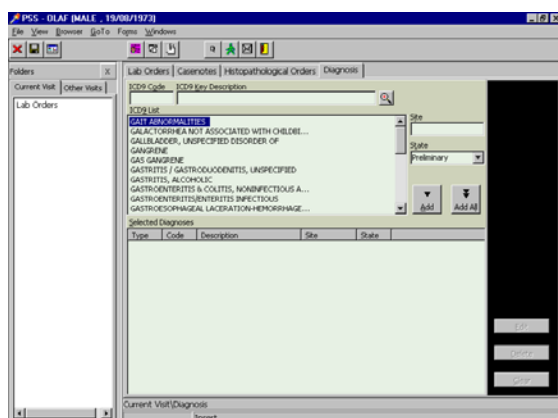 PSS - OLAF (MALE , 19/08/1973)
File View Browser GoTo Forms Windows
Folders X
Current Visit Other Visits
Lab Orders
Lab Orders Casenotes Histopathological Orders Diagnosis
ICD9 Code ICD9 Key Description
ICD9 List
GAIT ABNORMALITIES
GALACTORRHEA NOT ASSOCIATED WITH CHILDBI...
GALLBLADDER, UNSPECIFIED DISORDER OF
GANGRENE
GAS GANGRENE
GASTRITIS / GASTRODUODENITIS, UNSPECIFIED
GASTRITIS, ALCOHOLIC
GASTROENTERITIS & COLITIS, NONINFECTIOUS A...
GASTROENTERITIS/ENTERITIS INFECTIOUS
GASTROESOPHAGEAL LACERATION-HEMORRHAGE...
Site
State
Preliminary
Add Add All
Selected Diagnoses
Type Code Description Site State
Edit
Delete
Clear
Current Visit\Diagnosis
Insert